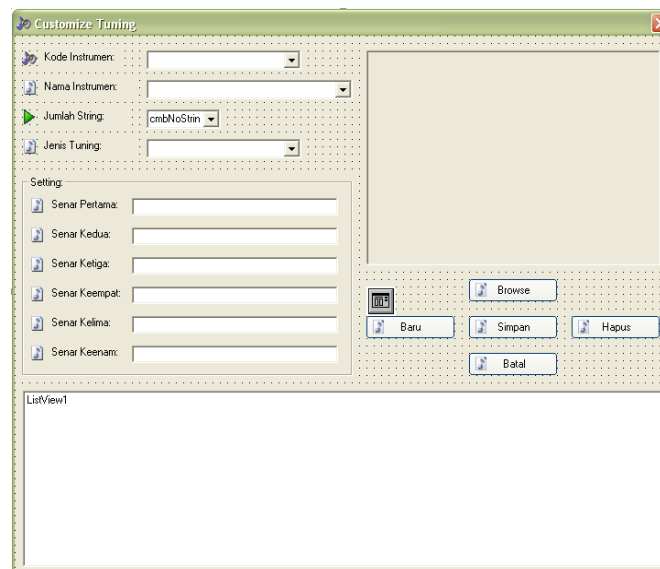 Customize Tuning
Kode Instrumen:
Nama Instrumen:
Jumlah String:
cmbNoStrin
Jenis Tuning:
Setting:
Senar Pertama:
Senar Kedua:
Senar Ketiga:
Senar Keempat:
Senar Kelima:
Senar Keenam:
Browse
Baru
Simpan
Hapus
Batal
ListView1